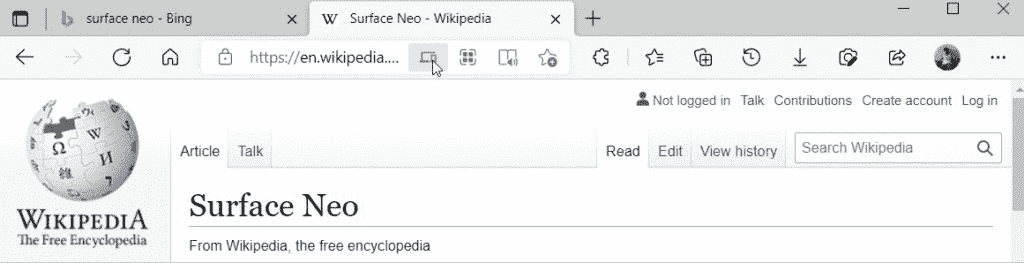 surface neo - Bing
Surface Neo - Wikipedia
https://en.wikipedia....
Not logged in Talk Contributions Create account Log in
Article Talk Read Edit View history Search Wikipedia
Surface Neo
From Wikipedia, the free encyclopedia
WIKIPEDIA
The Free Encyclopedia